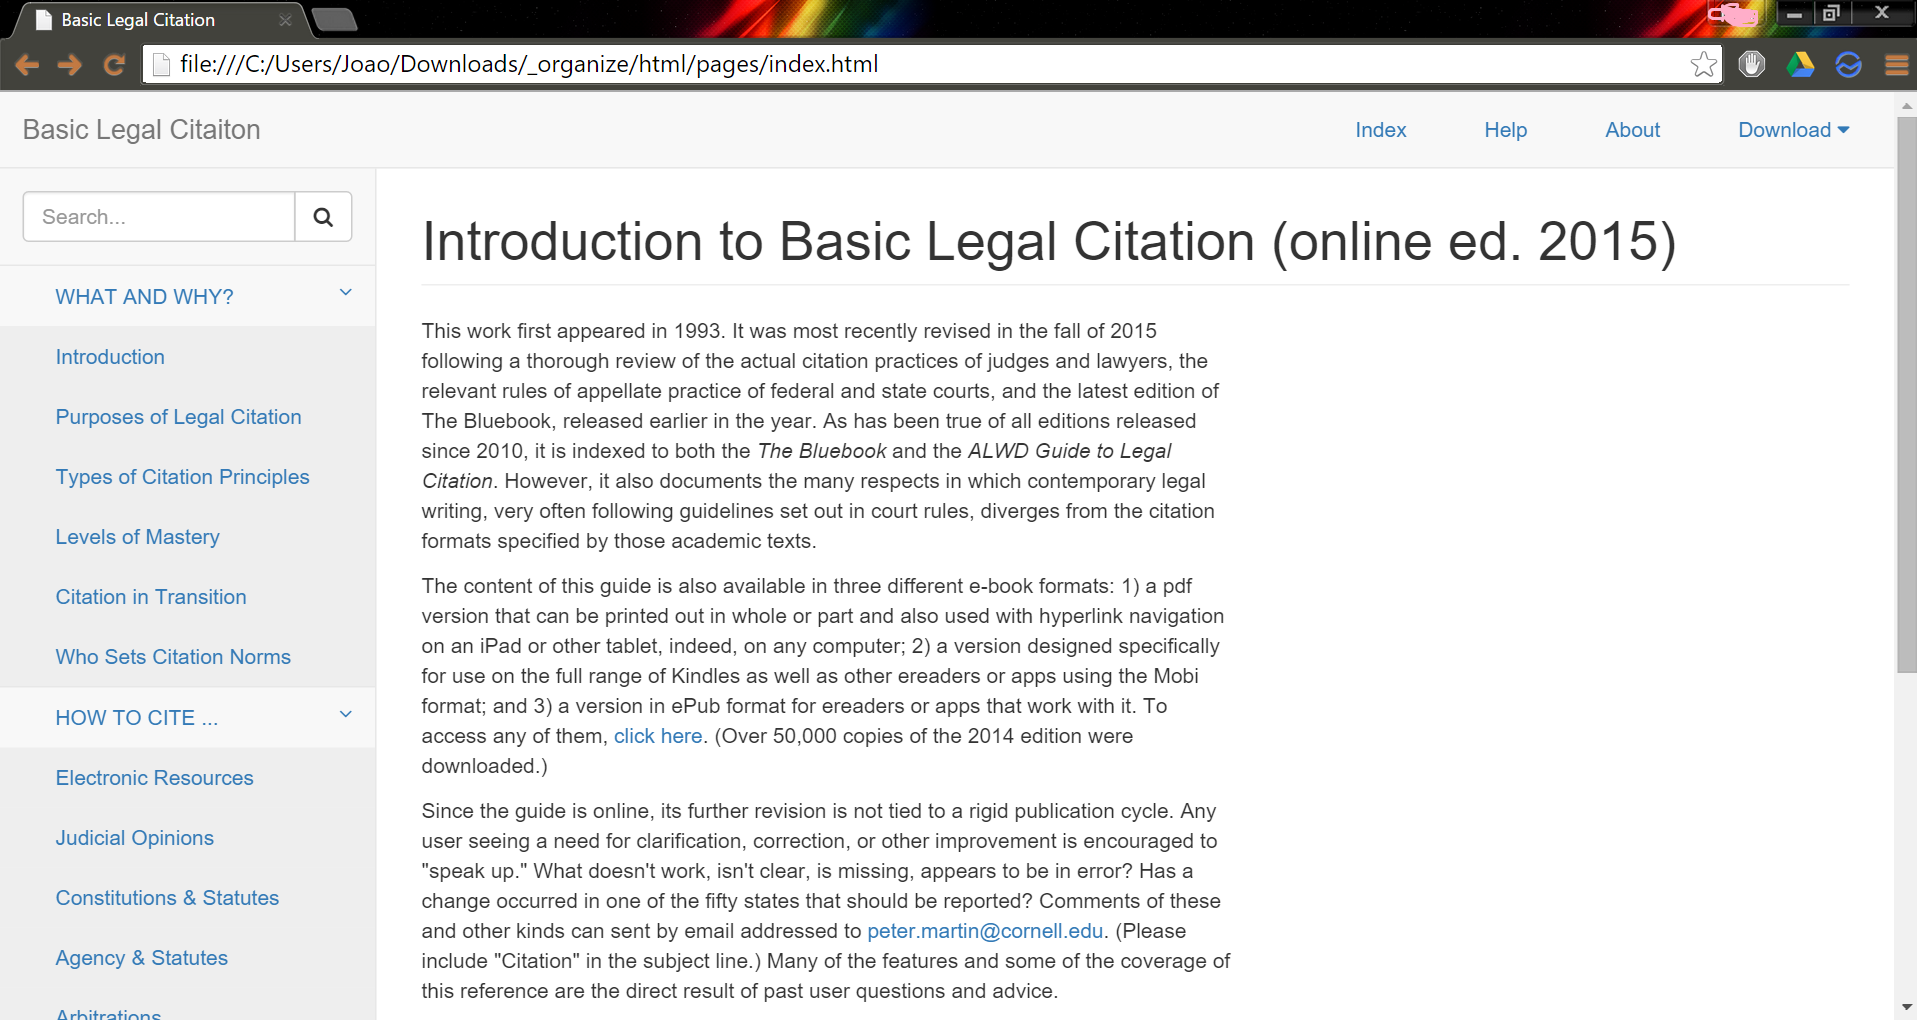 Basic Legal Citation
file:///C:/Users/Joao/Downloads/_organize/html/pages/index.html
Basic Legal Citaiton
Index
Help
About
Download
Search...
WHAT AND WHY?
Introduction
Purposes of Legal Citation
Types of Citation Principles
Levels of Mastery
Citation in Transition
Who Sets Citation Norms
HOW TO CITE ...
Electronic Resources
Judicial Opinions
Constitutions & Statutes
Agency & Statutes
Arbitrations
Introduction to Basic Legal Citation (online ed. 2015)
This work first appeared in 1993. It was most recently revised in the fall of 2015
following a thorough review of the actual citation practices of judges and lawyers, the
relevant rules of appellate practice of federal and state courts, and the latest edition of
The Bluebook, released earlier in the year. As has been true of all editions released
since 2010, it is indexed to both the The Bluebook and the ALWD Guide to Legal
Citation. However, it also documents the many respects in which contemporary legal
writing, very often following guidelines set out in court rules, diverges from the citation
formats specified by those academic texts.
The content of this guide is also available in three different e-book formats: 1) a pdf
version that can be printed out in whole or part and also used with hyperlink navigation
on an iPad or other tablet, indeed, on any computer; 2) a version designed specifically
for use on the full range of Kindles as well as other ereaders or apps using the Mobi
format; and 3) a version in ePub format for ereaders or apps that work with it. To
access any of them, click here. (Over 50,000 copies of the 2014 edition were
downloaded.)
Since the guide is online, its further revision is not tied to a rigid publication cycle. Any
user seeing a need for clarification, correction, or other improvement is encouraged to
"speak up." What doesn't work, isn't clear, is missing, appears to be in error? Has a
change occurred in one of the fifty states that should be reported? Comments of these
and other kinds can sent by email addressed to peter.martin@cornell.edu. (Please
include "Citation" in the subject line.) Many of the features and some of the coverage of
this reference are the direct result of past user questions and advice.